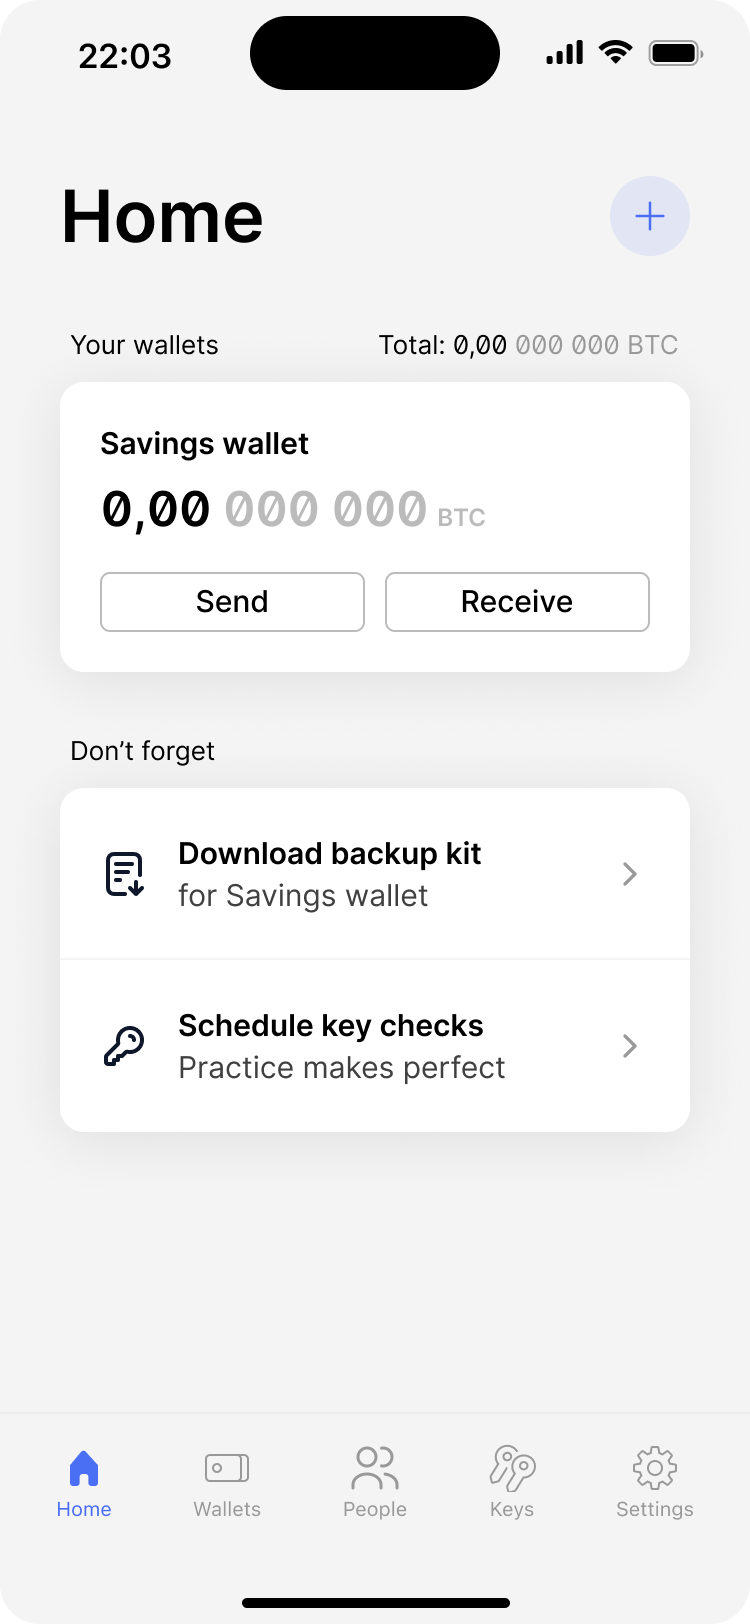 22:03
Home
Your wallets
Total: 0,00 000 000 BTC
Savings wallet
0,00 000 000 BTC
Send
Receive
Don’t forget
Download backup kit
for Savings wallet
Schedule key checks
Practice makes perfect
Home
Wallets
People
Keys
Settings